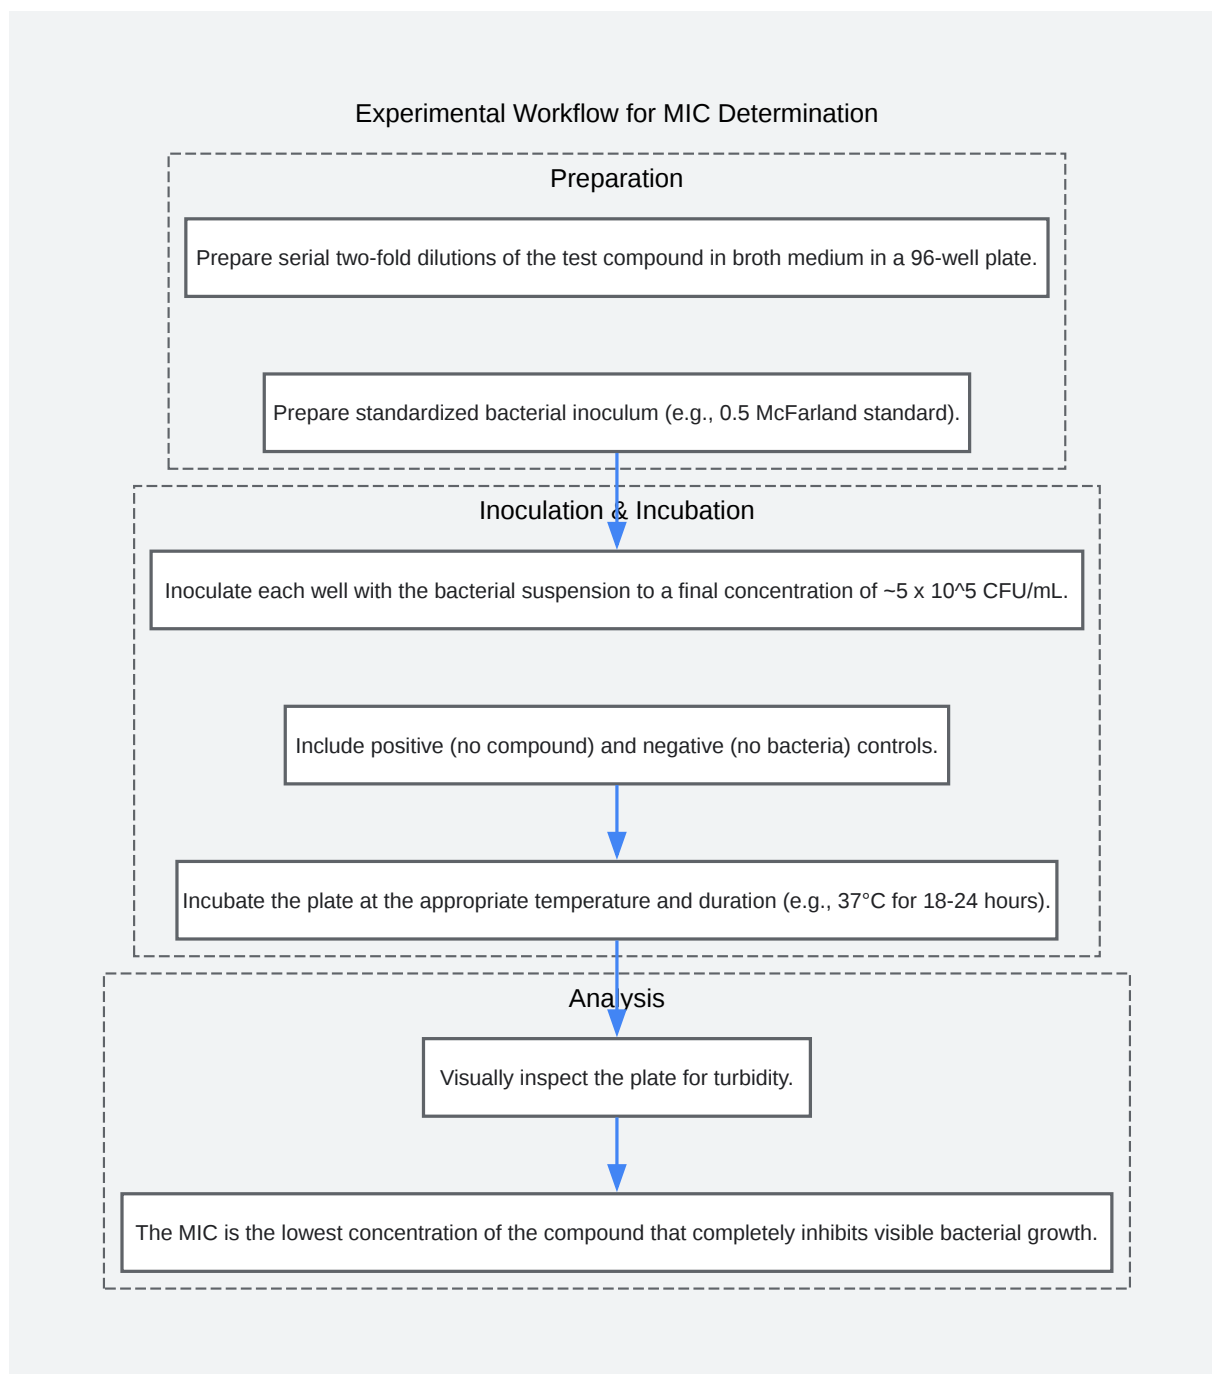 Experimental Workflow for MIC Determination
Preparation
Prepare serial two-fold dilutions of the test compound in broth medium in a 96-well plate.
Prepare standardized bacterial inoculum (e.g., 0.5 McFarland standard).
Inoculation & Incubation
Inoculate each well with the bacterial suspension to a final concentration of ~5 x 10^5 CFU/mL.
Include positive (no compound) and negative (no bacteria) controls.
Incubate the plate at the appropriate temperature and duration (e.g., 37°C for 18-24 hours).
Analysis
Visually inspect the plate for turbidity.
The MIC is the lowest concentration of the compound that completely inhibits visible bacterial growth.